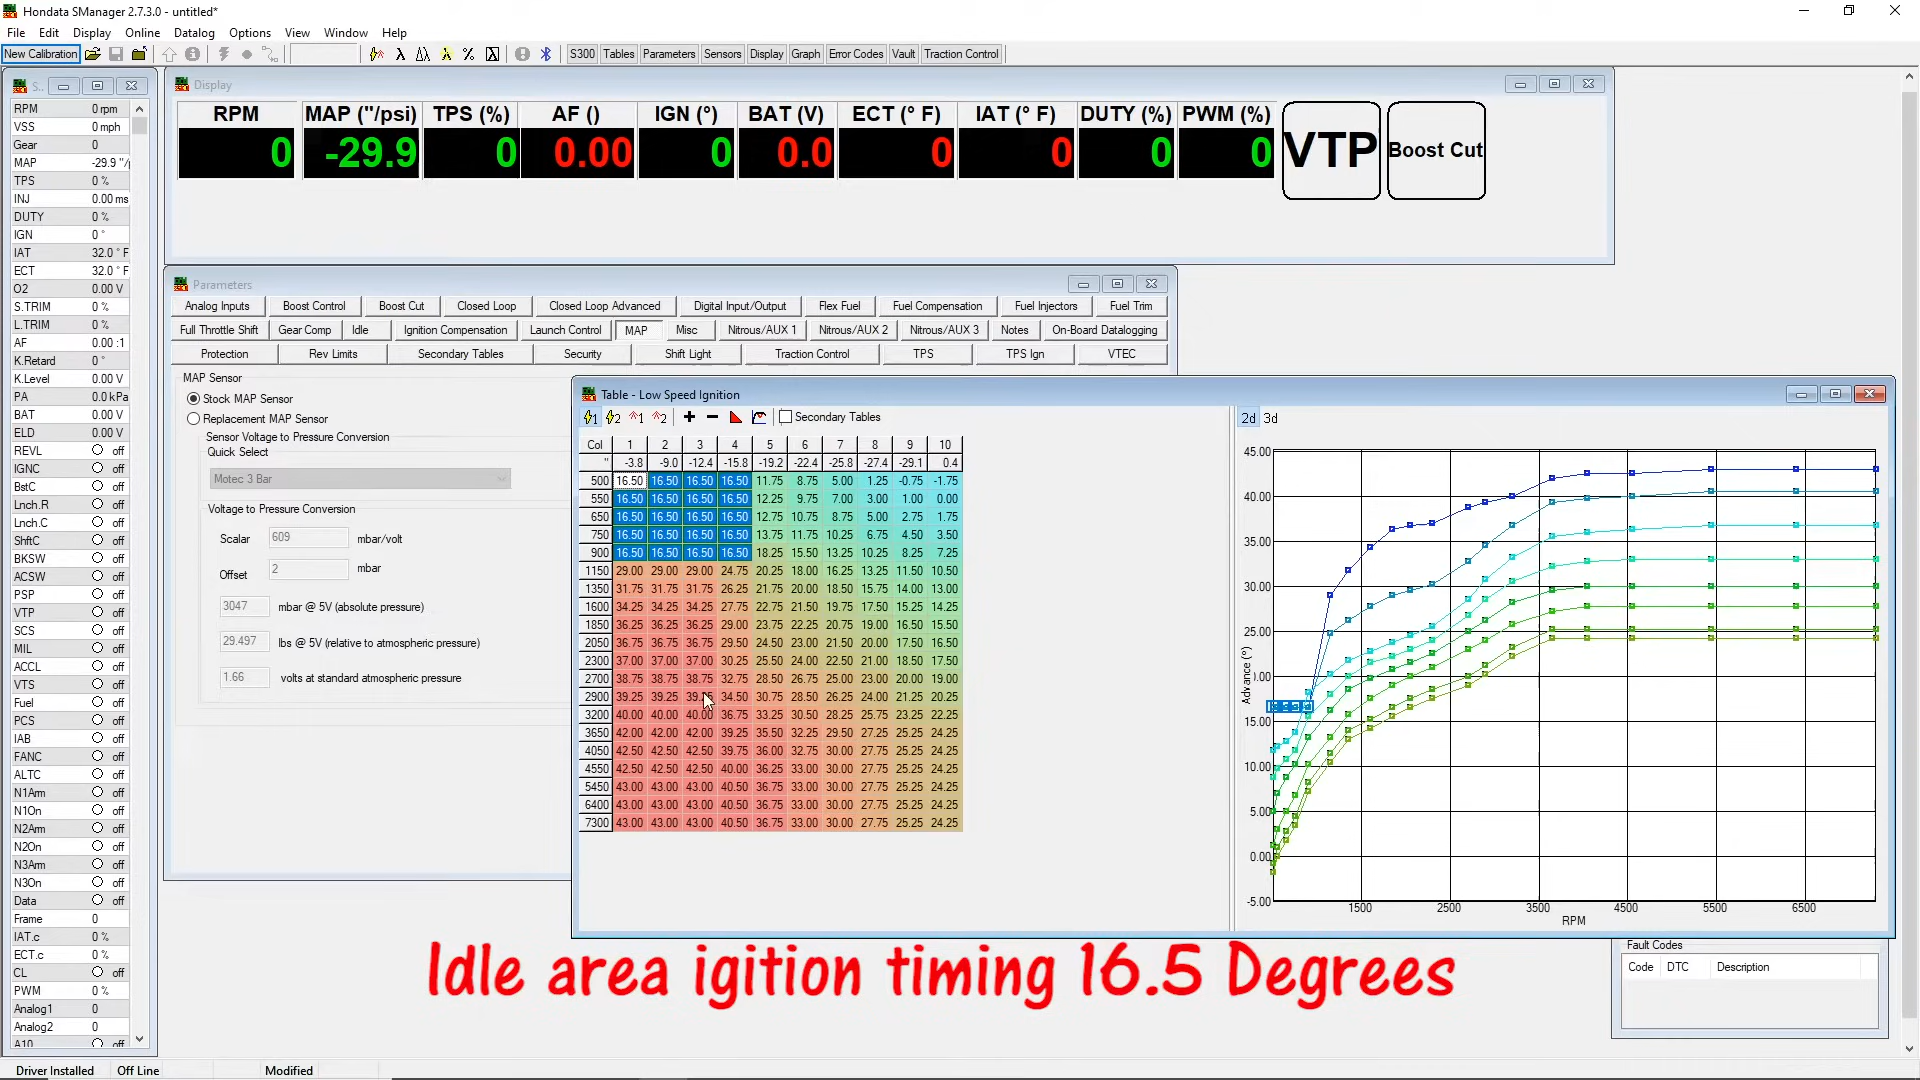 Hondata SManager 2.7.3.0 - untitled*
File Edit Display Online Datalog Options View Window Help
New Calibration S300 Tables Parameters Sensors Display Graph Error Codes Vault Traction Control
S..
RPM 0 rpm
VSS 0 mph
Gear 0
MAP -29.9 "/
TPS 0 %
INJ 0.00 ms
DUTY 0 %
IGN 0 °
IAT 32.0 ° F
ECT 32.0 ° F
O2 0.00 V
S.TRIM 0 %
L.TRIM 0 %
AF 0.00 :1
K.Retard 0 °
K.Level 0.00 V
PA 0.0 kPa
BAT 0.00 V
ELD 0.00 V
REVL off
IGNC off
BstC off
Lnch.R off
Lnch.C off
ShftC off
BKSW off
ACSW off
PSP off
VTP off
SCS off
MIL off
ACCL off
VTS off
Fuel off
PCS off
IAB off
FANC off
ALTC off
N1Arm off
N1On off
N2Arm off
N2On off
N3Arm off
N3On off
Data off
Frame 0
IAT.c 0 %
ECT.c 0 %
CL off
PWM 0 %
Analog1 0
Analog2 0
A10 off
Display
RPM MAP ("/psi) TPS (%) AF () IGN (°) BAT (V) ECT (° F) IAT (° F) DUTY (%) PWM (%)
0 -29.9 0 0.00 0 0.0 0 0 0 0
VTP Boost Cut
Parameters
Analog Inputs Boost Control Boost Cut Closed Loop Closed Loop Advanced Digital Input/Output Flex Fuel Fuel Compensation Fuel Injectors Fuel Trim
Full Throttle Shift Gear Comp Idle Ignition Compensation Launch Control MAP Misc Nitrous/AUX 1 Nitrous/AUX 2 Nitrous/AUX 3 Notes On-Board Datalogging
Protection Rev Limits Secondary Tables Security Shift Light Traction Control TPS TPS Ign VTEC
MAP Sensor
Stock MAP Sensor
Replacement MAP Sensor
Sensor Voltage to Pressure Conversion
Quick Select
Motec 3 Bar
Voltage to Pressure Conversion
Scalar 609 mbar/volt
Offset 2 mbar
3047 mbar @ 5V (absolute pressure)
29.497 lbs @ 5V (relative to atmospheric pressure)
1.66 volts at standard atmospheric pressure
Table - Low Speed Ignition
1 2 1 2 + − Secondary Tables
Col 1 2 3 4 5 6 7 8 9 10
" -3.8 -9.0 -12.4 -15.8 -19.2 -22.4 -25.8 -27.4 -29.1 0.4
500 16.50 16.50 16.50 16.50 11.75 8.75 5.00 1.25 -0.75 -1.75
550 16.50 16.50 16.50 16.50 12.25 9.75 7.00 3.00 1.00 0.00
650 16.50 16.50 16.50 16.50 12.75 10.75 8.75 5.00 2.75 1.75
750 16.50 16.50 16.50 16.50 13.75 11.75 10.25 6.75 4.50 3.50
900 16.50 16.50 16.50 16.50 18.25 15.50 13.25 10.25 8.25 7.25
1150 29.00 29.00 29.00 24.75 20.25 18.00 16.25 13.25 11.50 10.50
1350 31.75 31.75 31.75 26.25 21.75 20.00 18.50 15.75 14.00 13.00
1600 34.25 34.25 34.25 27.75 22.75 21.50 19.75 17.50 15.25 14.25
1850 36.25 36.25 36.25 29.00 23.75 22.25 20.75 19.00 16.50 15.50
2050 36.75 36.75 36.75 29.50 24.50 23.00 21.50 20.00 17.50 16.50
2300 37.00 37.00 37.00 30.25 25.50 24.00 22.50 21.00 18.50 17.50
2700 38.75 38.75 38.75 32.75 28.50 26.75 25.00 23.00 20.00 19.00
2900 39.25 39.25 34.50 30.75 28.50 26.25 24.00 21.25 20.25
3200 40.00 40.00 40.00 36.75 33.25 30.50 28.25 25.75 23.25 22.25
3650 42.00 42.00 42.00 39.25 35.50 32.25 29.50 27.50 25.25 24.25
4050 42.50 42.50 42.50 39.75 36.00 32.75 30.00 27.75 25.25 24.25
4550 42.50 42.50 42.50 40.00 36.25 33.00 30.00 27.75 25.25 24.25
5450 43.00 43.00 43.00 40.50 36.75 33.00 30.00 27.75 25.25 24.25
6400 43.00 43.00 43.00 40.50 36.75 33.00 30.00 27.75 25.25 24.25
7300 43.00 43.00 43.00 40.50 36.75 33.00 30.00 27.75 25.25 24.25
2d 3d
45.00
40.00
35.00
30.00
25.00
15.00
10.00
5.00
0.00
-5.00
Advance (°)
1500 2500 3500 4500 5500 6500
RPM
Fault Codes
Code DTC Description
Idle area igition timing 16.5 Degrees
Driver Installed Off Line Modified